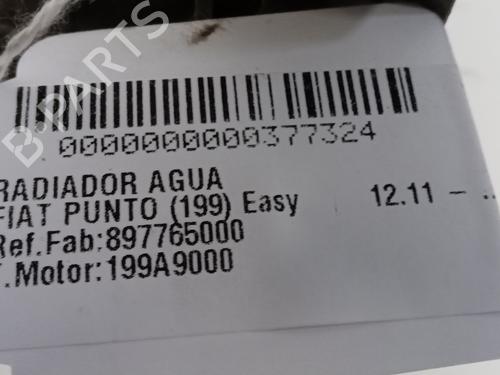 B-PARTS
0000000000377324
RADIADOR AGUA
FIAT PUNTO (199) Easy 12.11 - ..
Ref.Fab:897765000
T.Motor:199A9000